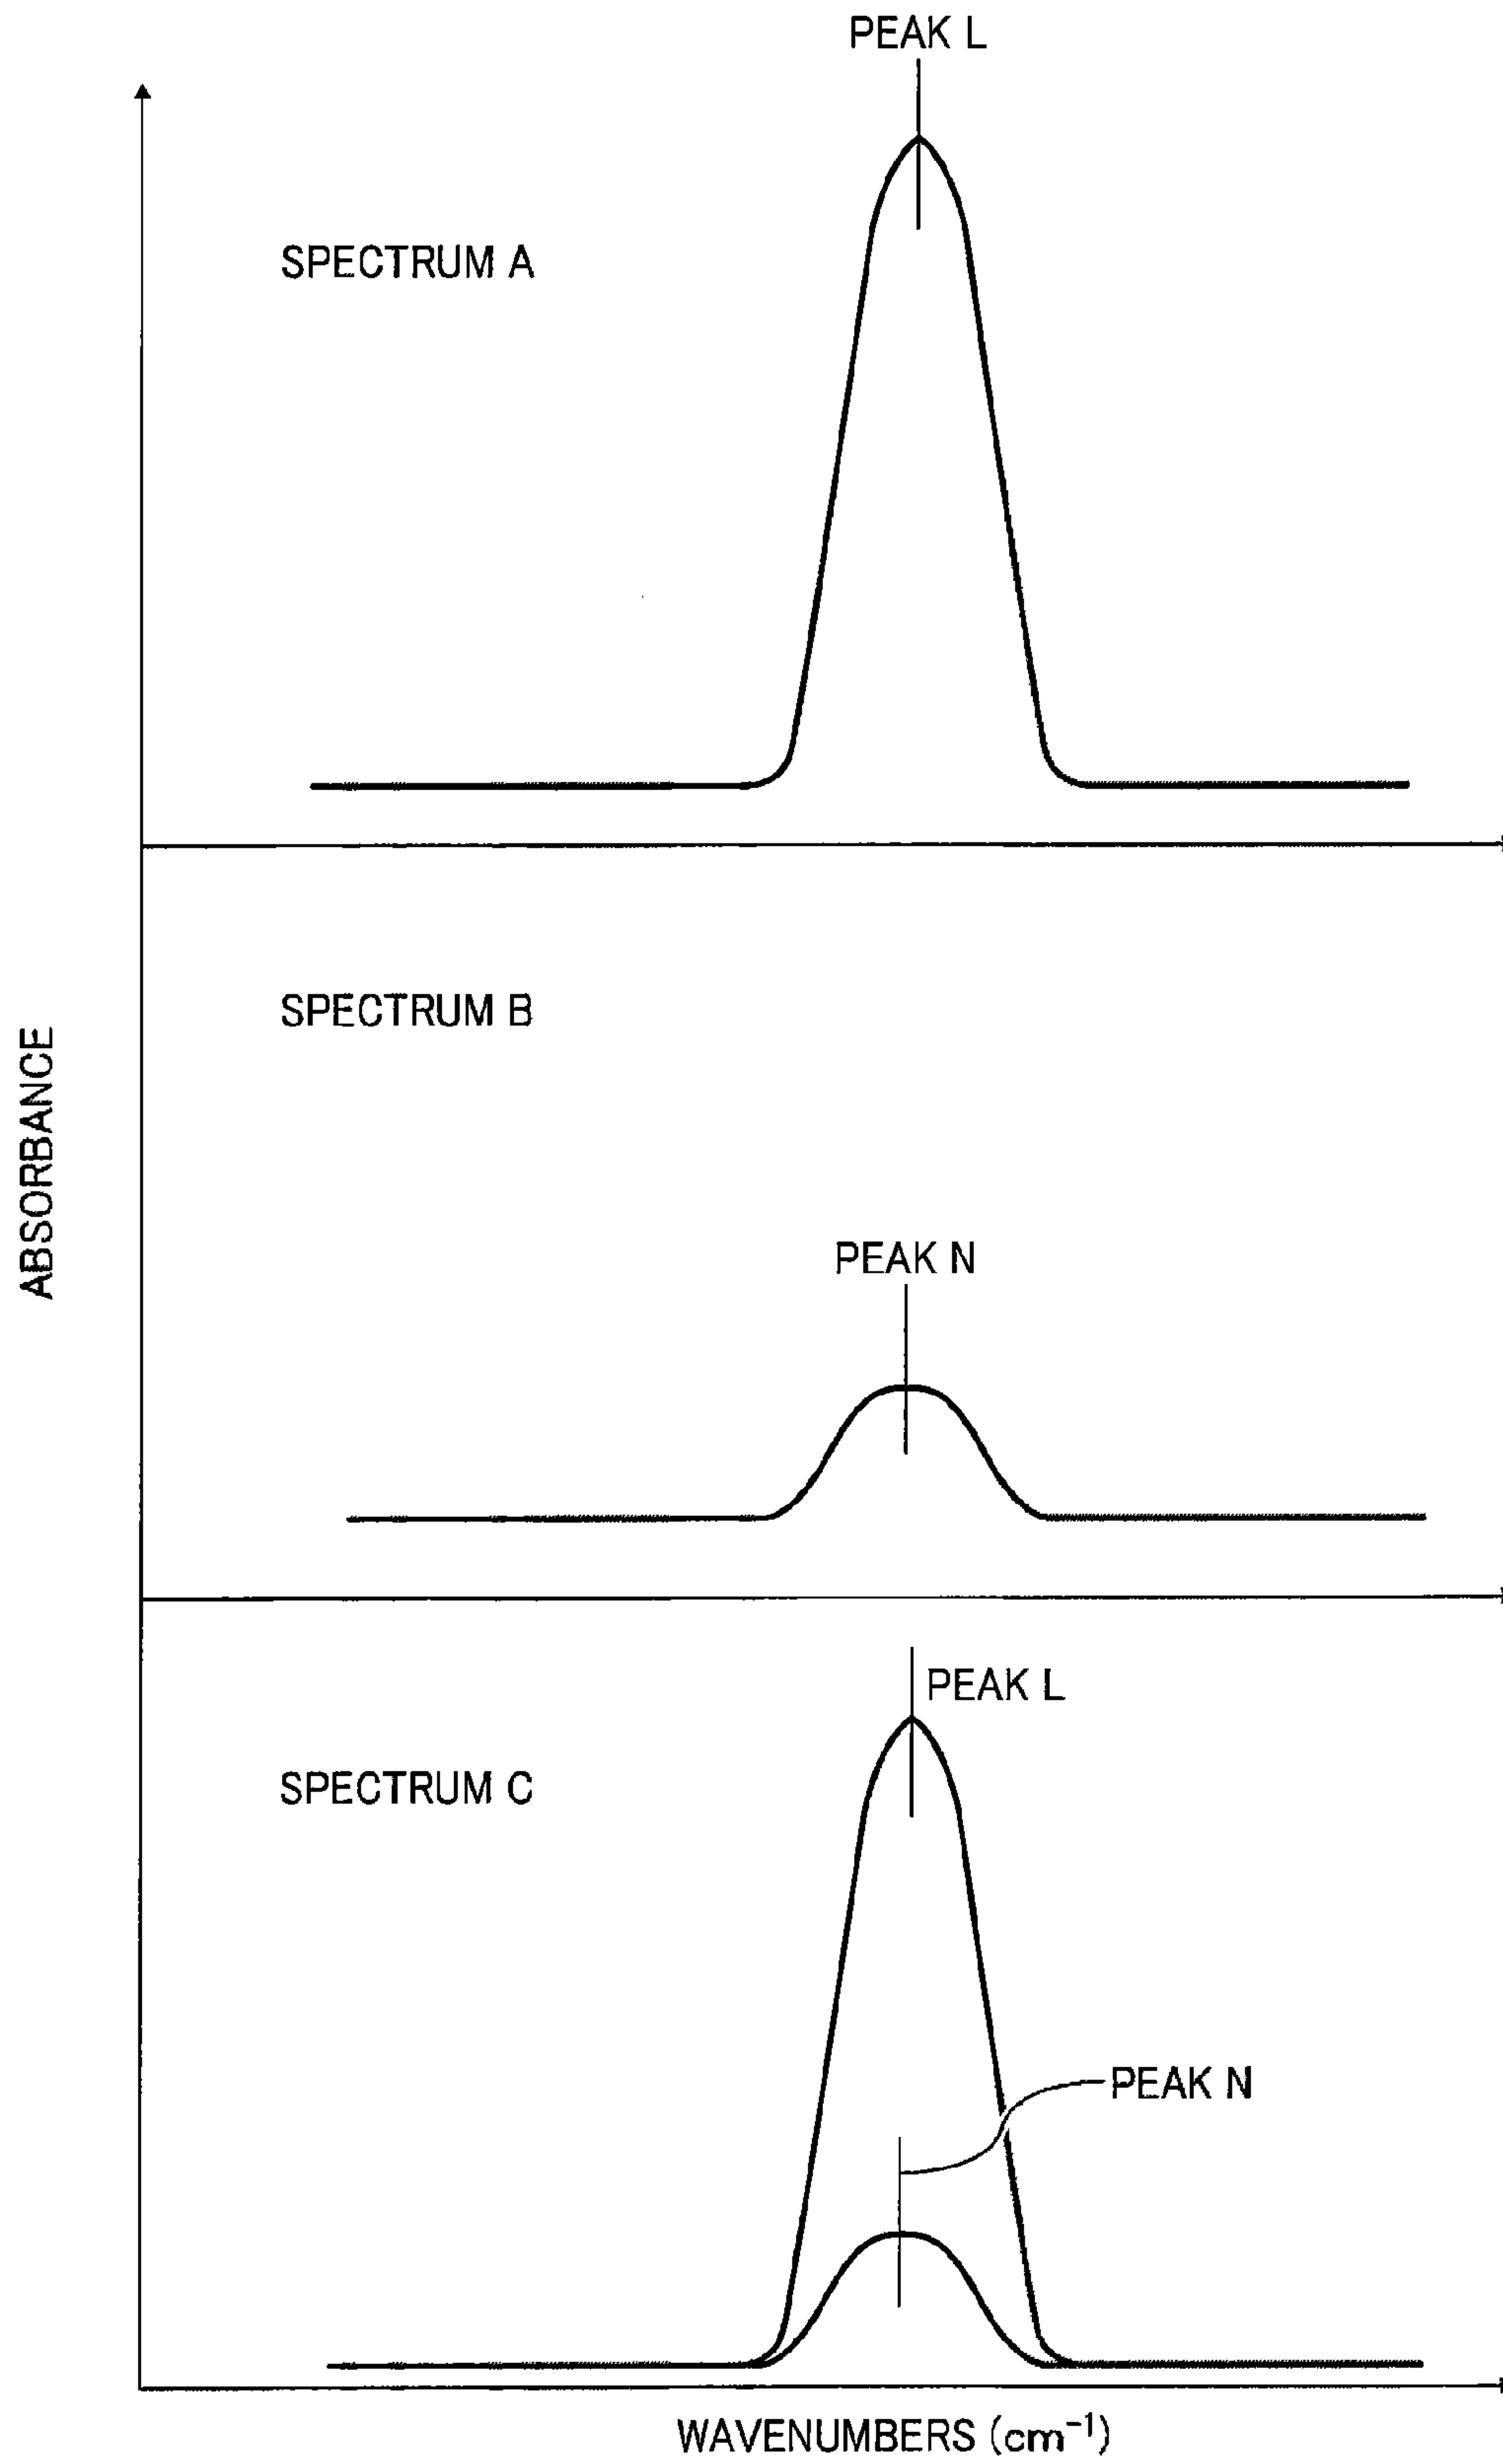 PEAK L
SPECTRUM A
SPECTRUM B
PEAK N
ABSORBANCE
PEAK L
SPECTRUM C
PEAK N
WAVENUMBERS (cm⁻¹)